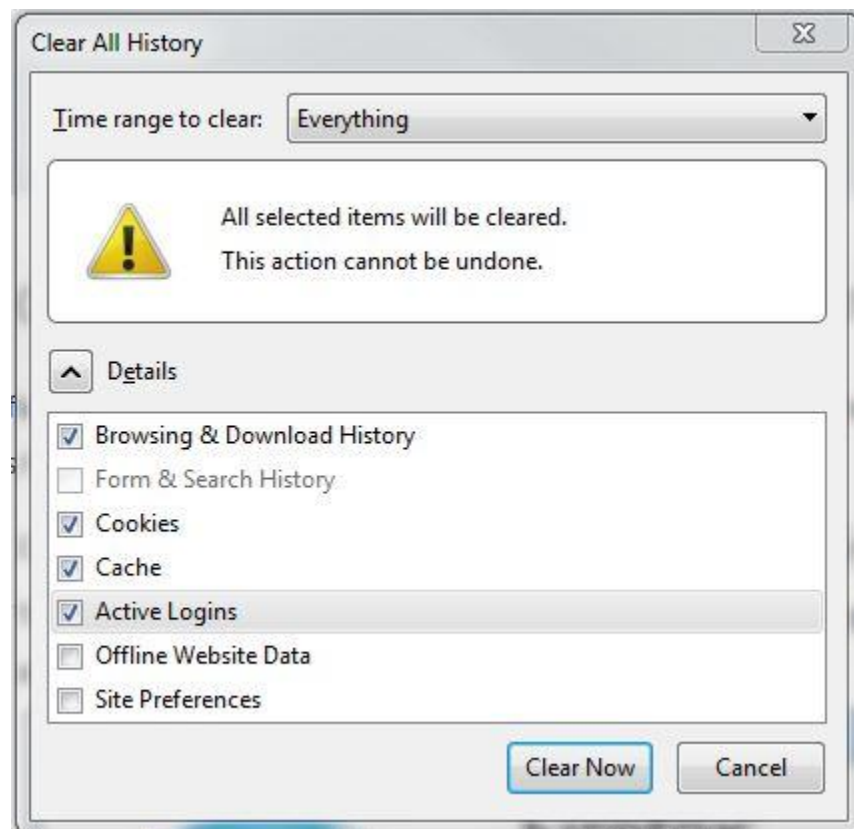 Clear All History
Time range to clear: Everything
All selected items will be cleared.
This action cannot be undone.
Details
Browsing & Download History
Form & Search History
Cookies
Cache
Active Logins
Offline Website Data
Site Preferences
Clear Now Cancel